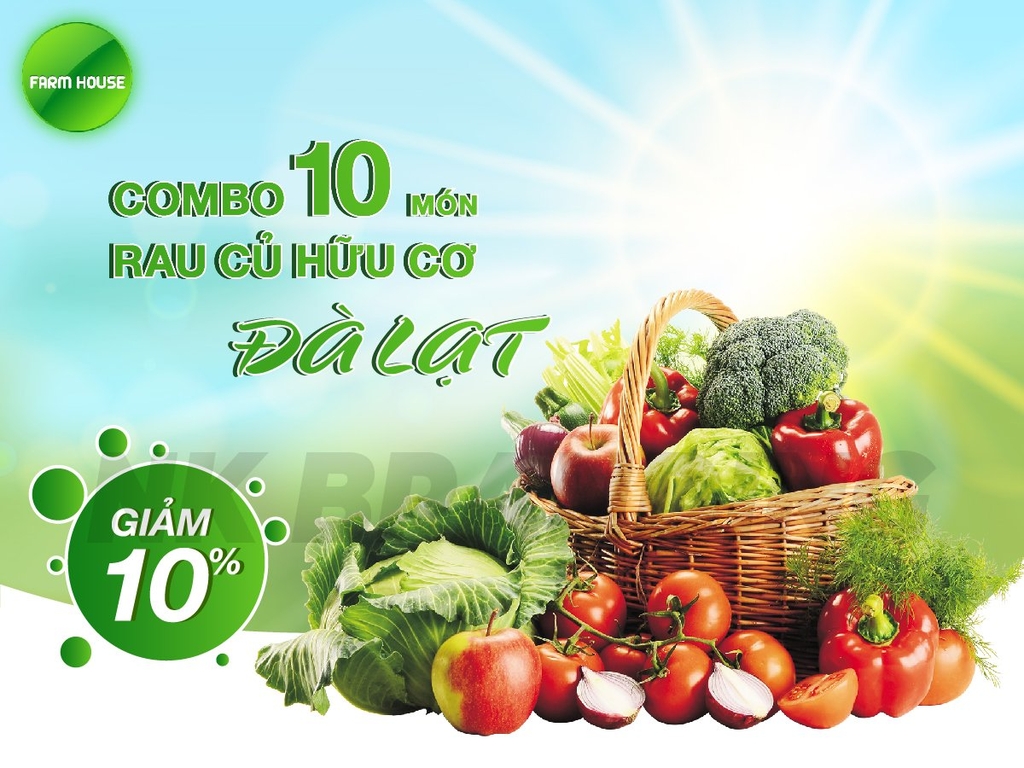 FARM HOUSE
COMBO 10 MÓN
RAU CỦ HỮU CƠ
ĐÀ LẠT
GIẢM
10%